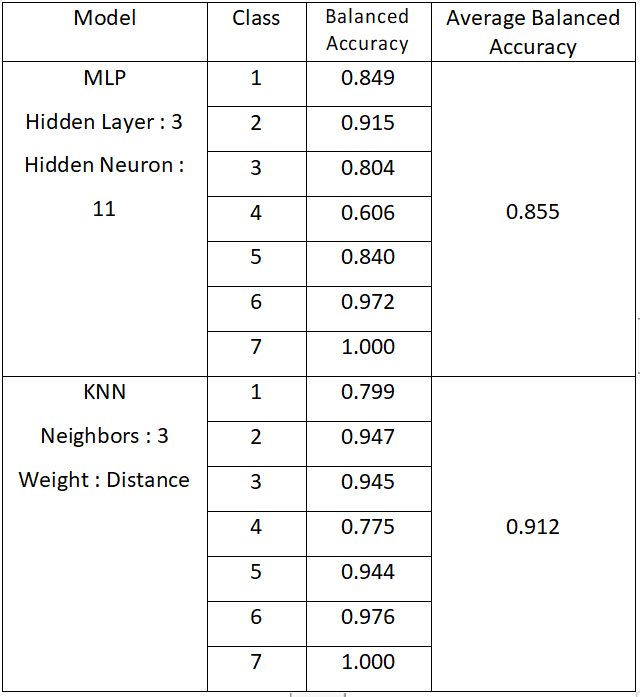 Model Class Balanced Accuracy Average Balanced Accuracy
MLP 1 0.849
Hidden Layer : 3 2 0.915
Hidden Neuron : 3 0.804
11 4 0.606 0.855
5 0.840
6 0.972
7 1.000
KNN 1 0.799
Neighbors : 3 2 0.947
Weight : Distance 3 0.945
4 0.775 0.912
5 0.944
6 0.976
7 1.000